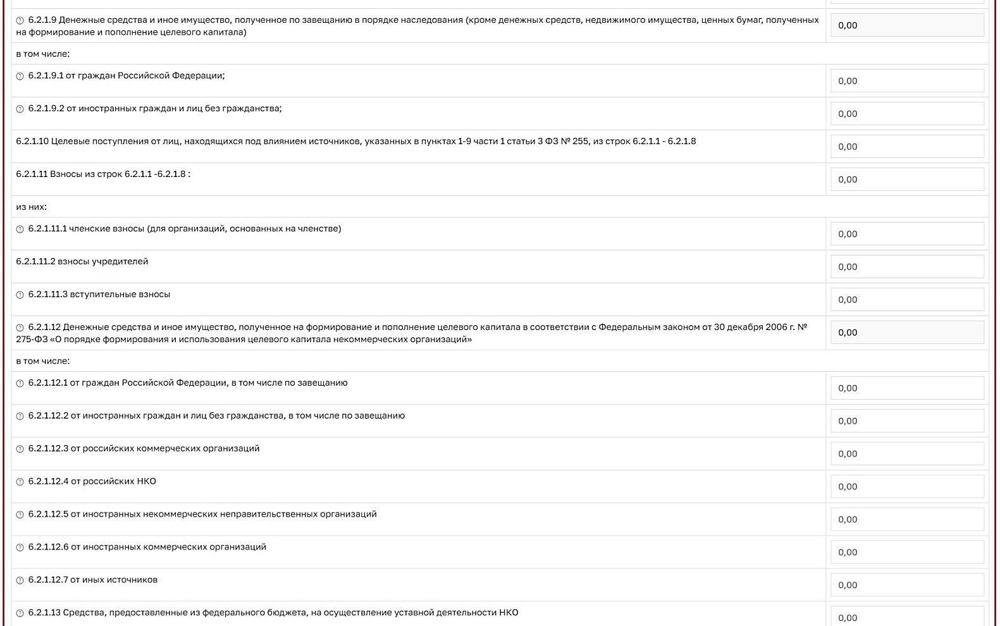 6.2.1.9 Денежные средства и иное имущество, полученное по завещанию в порядке наследования (кроме денежных средств, недвижимого имущества, ценных бумаг, полученных
на формирование и пополнение целевого капитала)
0,00
в том числе:
6.2.1.9.1 от граждан Российской Федерации;
0,00
6.2.1.9.2 от иностранных граждан и лиц без гражданства;
0,00
6.2.1.10 Целевые поступления от лиц, находящихся под влиянием источников, указанных в пунктах 1-9 части 1 статьи 3 ФЗ № 255, из строк 6.2.1.1 - 6.2.1.8
0,00
6.2.1.11 Взносы из строк 6.2.1.1 -6.2.1.8 :
0,00
из них:
6.2.1.11.1 членские взносы (для организаций, основанных на членстве)
0,00
6.2.1.11.2 взносы учредителей
0,00
6.2.1.11.3 вступительные взносы
0,00
6.2.1.12 Денежные средства и иное имущество, полученное на формирование и пополнение целевого капитала в соответствии с Федеральным законом от 30 декабря 2006 г. №
275-ФЗ «О порядке формирования и использования целевого капитала некоммерческих организаций»
0,00
в том числе:
6.2.1.12.1 от граждан Российской Федерации, в том числе по завещанию
0,00
6.2.1.12.2 от иностранных граждан и лиц без гражданства, в том числе по завещанию
0,00
6.2.1.12.3 от российских коммерческих организаций
0,00
6.2.1.12.4 от российских НКО
0,00
6.2.1.12.5 от иностранных некоммерческих неправительственных организаций
0,00
6.2.1.12.6 от иностранных коммерческих организаций
0,00
6.2.1.12.7 от иных источников
0,00
6.2.1.13 Средства, предоставленные из федерального бюджета, на осуществление уставной деятельности НКО
0,00